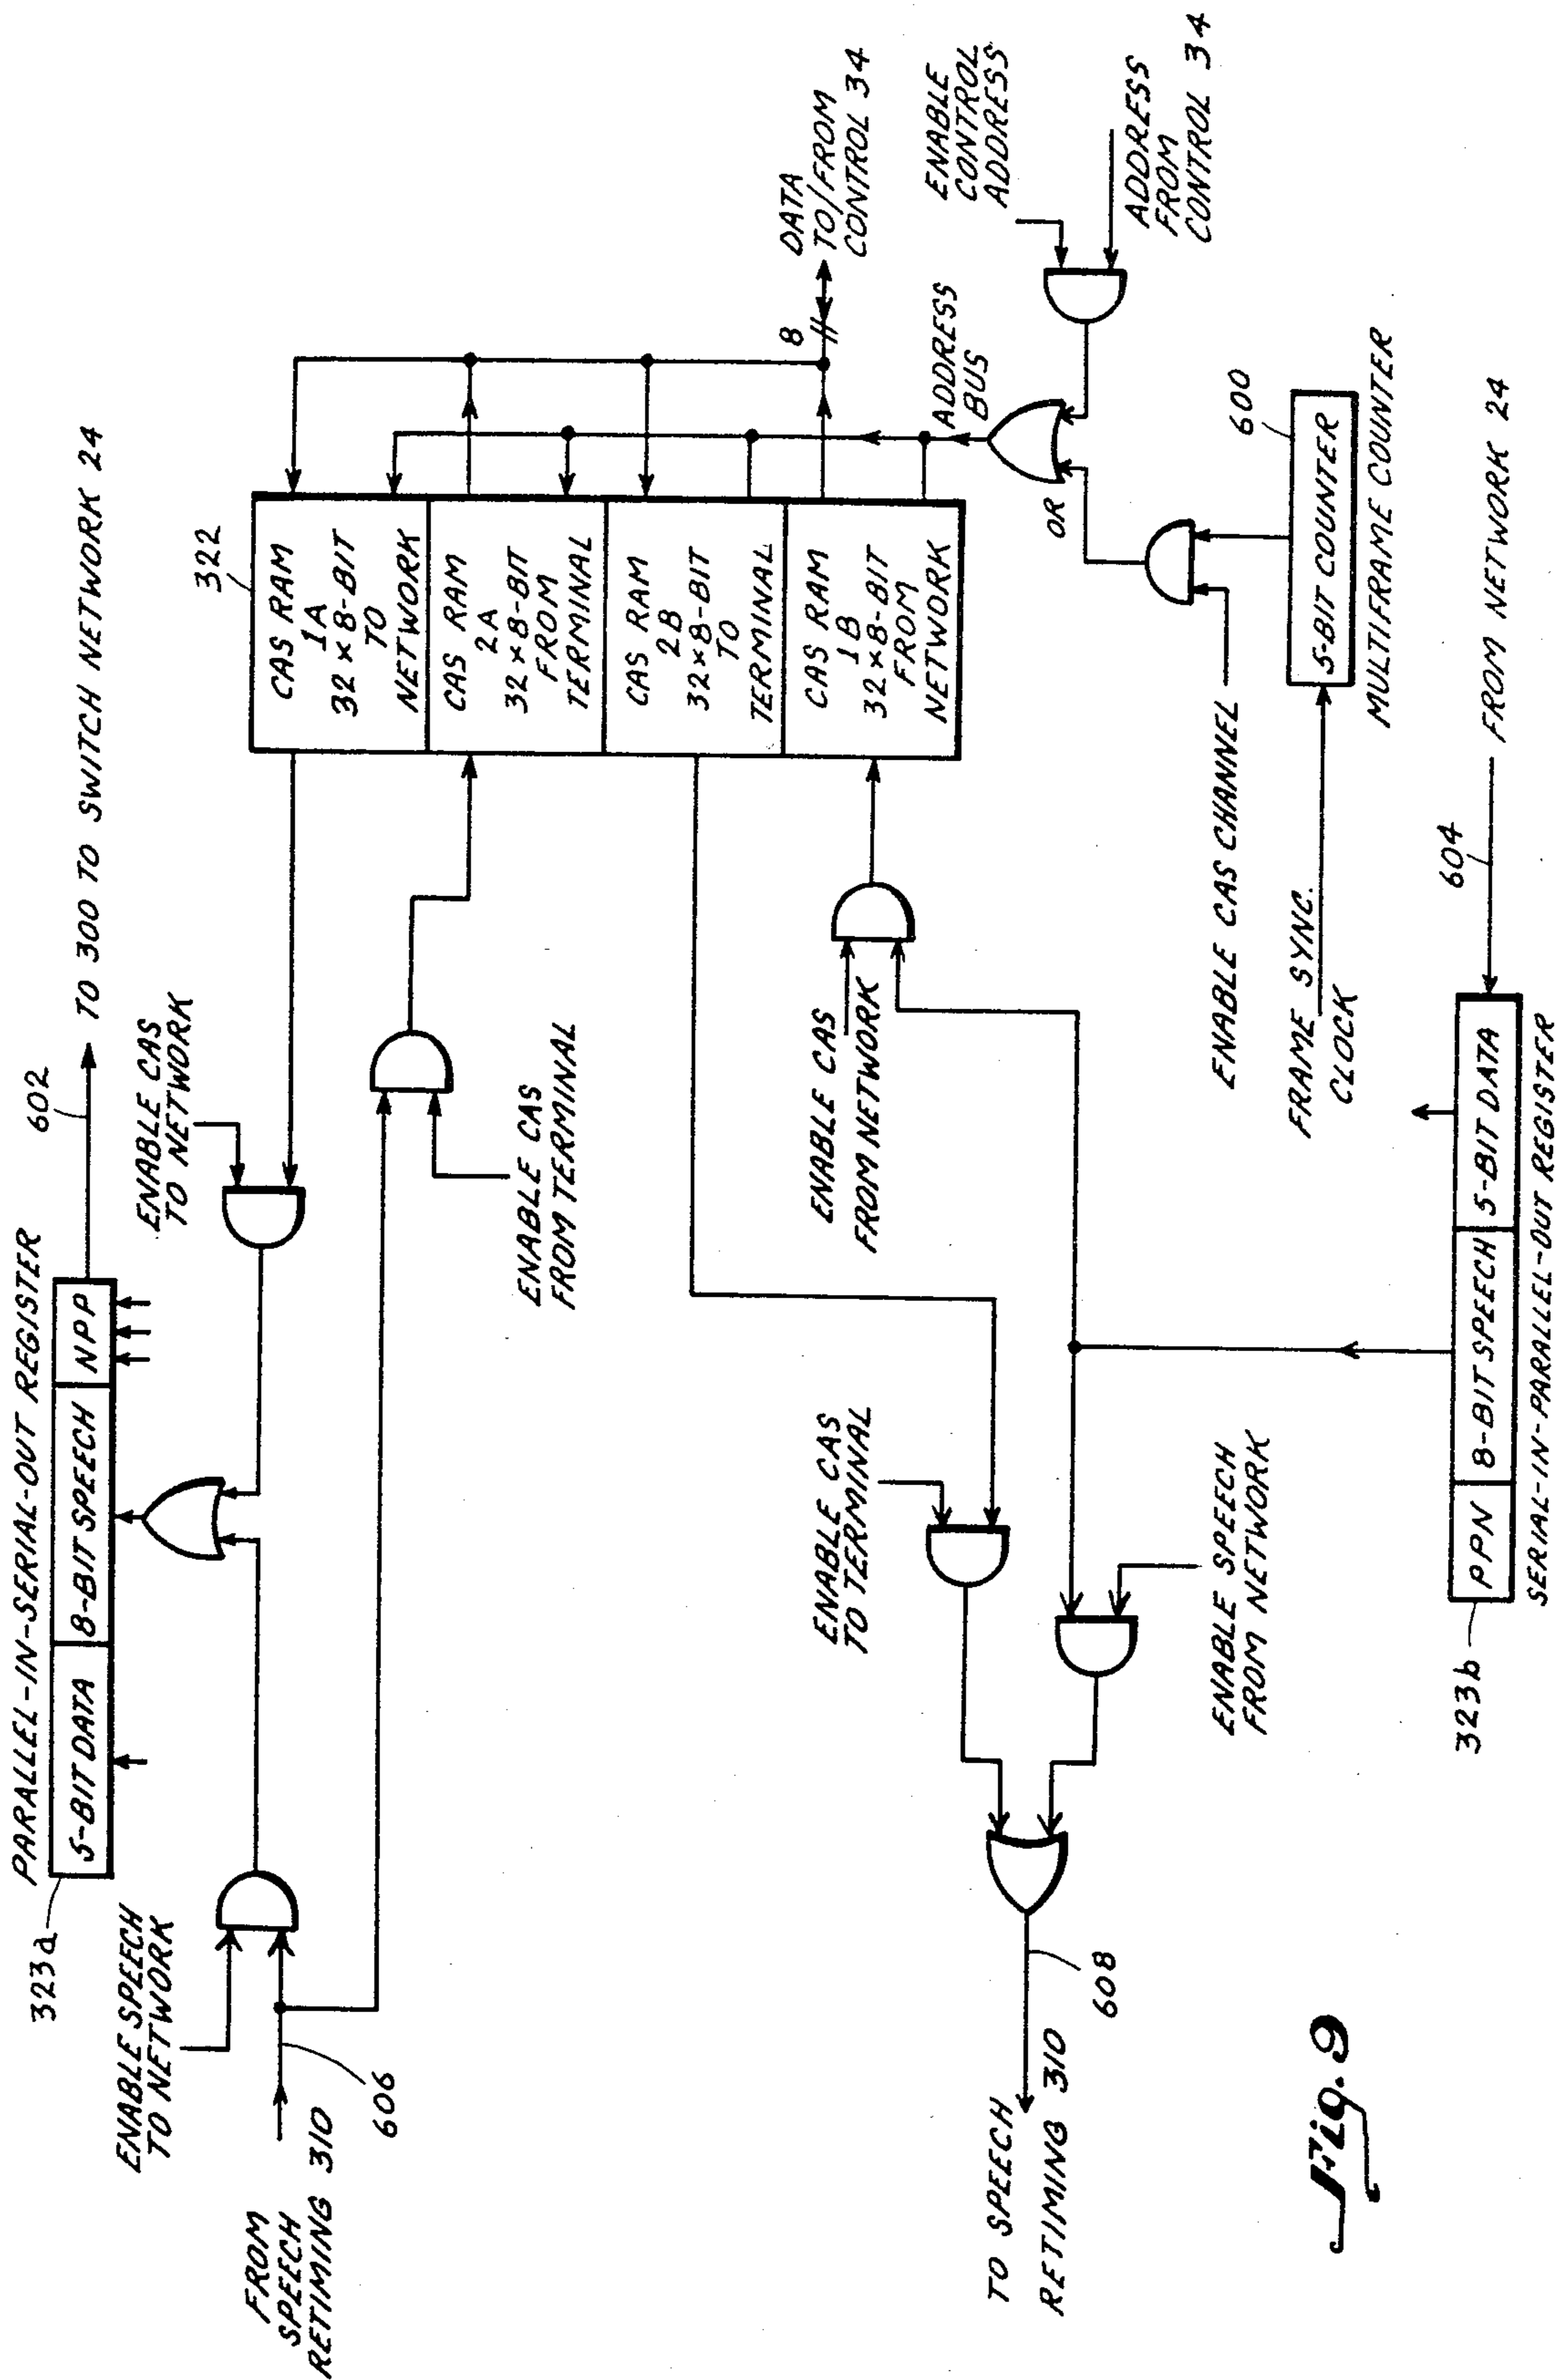 PARALLEL-IN-SERIAL-OUT REGISTER
323a
5-BIT DATA
8-BIT SPEECH
NPP
602
TO 300 TO SWITCH NETWORK 24
ENABLE SPEECH
TO NETWORK
ENABLE CAS
TO NETWORK
FROM
SPEECH
RETIMING 310
606
ENABLE CAS
FROM TERMINAL
322
CAS RAM
1A
32 x 8-BIT
TO
NETWORK
CAS RAM
2A
32 x 8-BIT
FROM
TERMINAL
CAS RAM
2B
32 x 8-BIT
TO
TERMINAL
CAS RAM
1B
32 x 8-BIT
FROM
NETWORK
8
DATA
TO/FROM
CONTROL 34
ADDRESS
BUS
ENABLE
CONTROL
ADDRESS
ADDRESS
FROM
CONTROL 34
OR
ENABLE CAS CHANNEL
600
5-BIT COUNTER
MULTIFRAME COUNTER
FRAME SYNC.
CLOCK
ENABLE CAS
FROM NETWORK
ENABLE CAS
TO TERMINAL
ENABLE SPEECH
FROM NETWORK
TO SPEECH
RETIMING 310
608
323b
PPN
8-BIT SPEECH
5-BIT DATA
604
FROM NETWORK 24
SERIAL-IN-PARALLEL-OUT REGISTER
Fig. 9